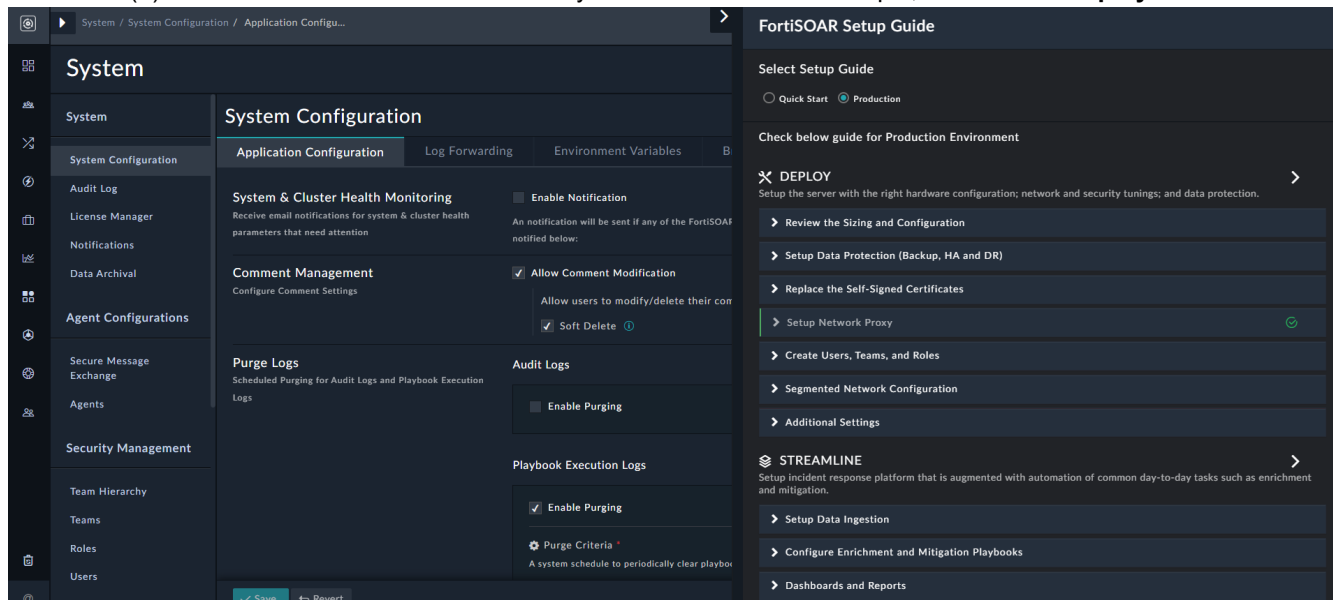 System / System Configuration / Application Configu...
System
System
System Configuration
Audit Log
License Manager
Notifications
Data Archival
Agent Configurations
Secure Message
Exchange
Agents
Security Management
Team Hierarchy
Teams
Roles
Users
System Configuration
Application Configuration
Log Forwarding
Environment Variables
System & Cluster Health Monitoring
Receive email notifications for system & cluster health
parameters that need attention
Enable Notification
An notification will be sent if any of the FortiSOAR
notified below:
Comment Management
Configure Comment Settings
Allow Comment Modification
Allow users to modify/delete their com
Soft Delete
Purge Logs
Scheduled Purging for Audit Logs and Playbook Execution
Logs
Audit Logs
Enable Purging
Playbook Execution Logs
Enable Purging
Purge Criteria *
A system schedule to periodically clear playboo
Save
Revert
FortiSOAR Setup Guide
Select Setup Guide
Quick Start
Production
Check below guide for Production Environment
DEPLOY
Setup the server with the right hardware configuration; network and security tunings; and data protection.
Review the Sizing and Configuration
Setup Data Protection (Backup, HA and DR)
Replace the Self-Signed Certificates
Setup Network Proxy
Create Users, Teams, and Roles
Segmented Network Configuration
Additional Settings
STREAMLINE
Setup incident response platform that is augmented with automation of common day-to-day tasks such as enrichment
and mitigation.
Setup Data Ingestion
Configure Enrichment and Mitigation Playbooks
Dashboards and Reports